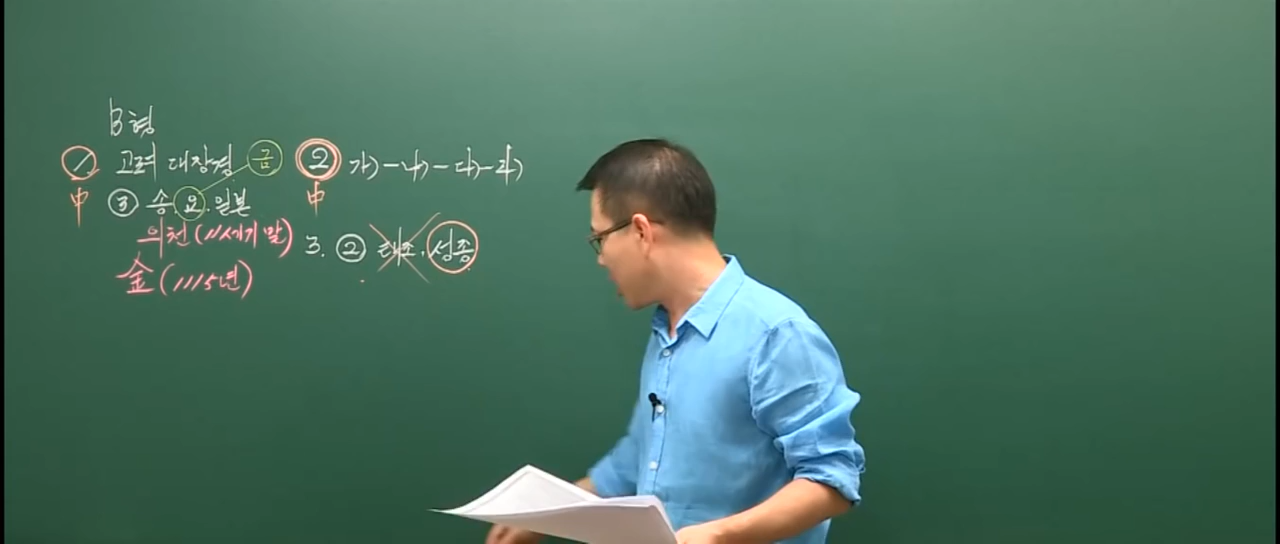 B형
1 고려 대장경 금
中 ③ 송.요.일본
의천(11세기 말)
金(1115년)
② 가)-나)-다)-라)
中
3. ② 태조, 성종